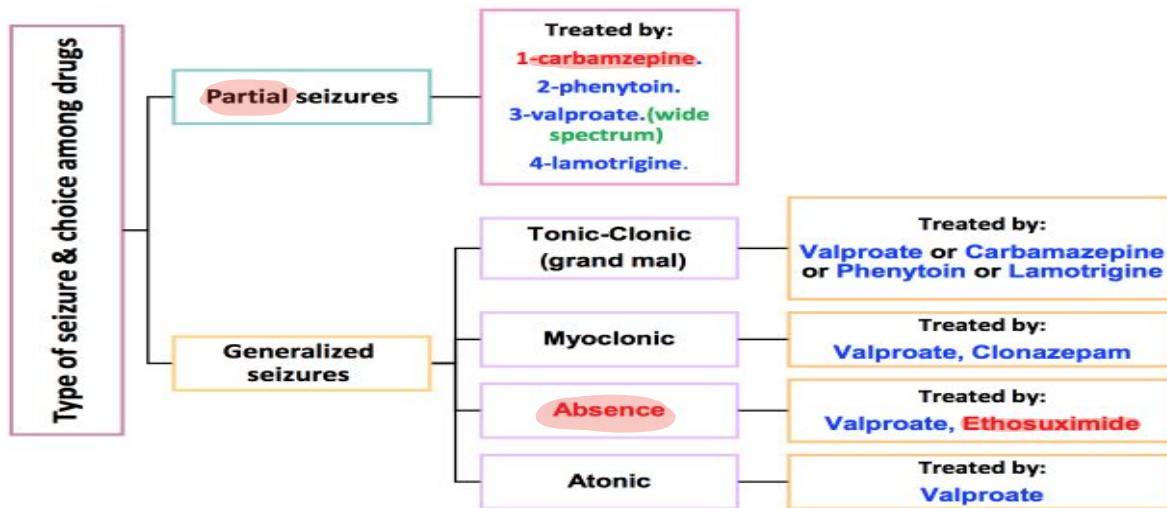 Type of seizure & choice among drugs
Partial seizures
Treated by:
1-carbamzepine.
2-phenytoin.
3-valproate.(wide
spectrum)
4-lamotrigine.
Generalized
seizures
Tonic-Clonic
(grand mal)
Treated by:
Valproate or Carbamazepine
or Phenytoin or Lamotrigine
Myoclonic
Treated by:
Valproate, Clonazepam
Absence
Treated by:
Valproate, Ethosuximide
Atonic
Treated by:
Valproate